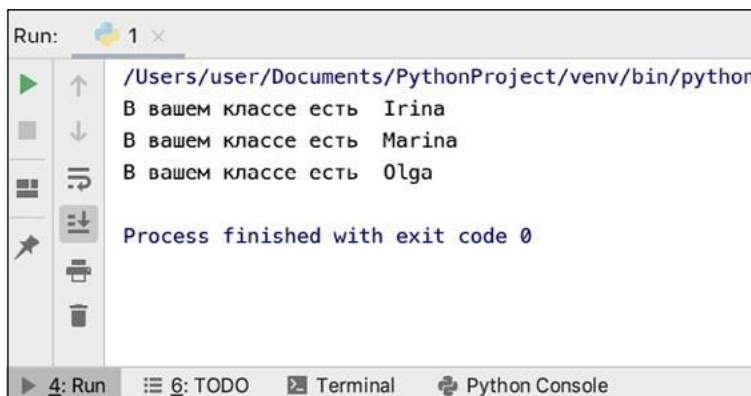 Run: 1 ×
/Users/user/Documents/PythonProject/venv/bin/python
В вашем классе есть  Irina
В вашем классе есть  Marina
В вашем классе есть  Olga
Process finished with exit code 0
4: Run 6: TODO Terminal Python Console